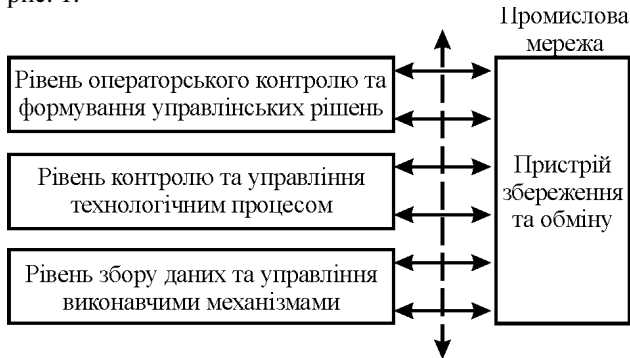 рис. 1.
Промислова
мережа
Рівень операторського контролю та
формування управлінських рішень
Рівень контролю та управління
технологічним процесом
Рівень збору даних та управління
виконавчими механізмами
Пристрій
збереження
та обміну